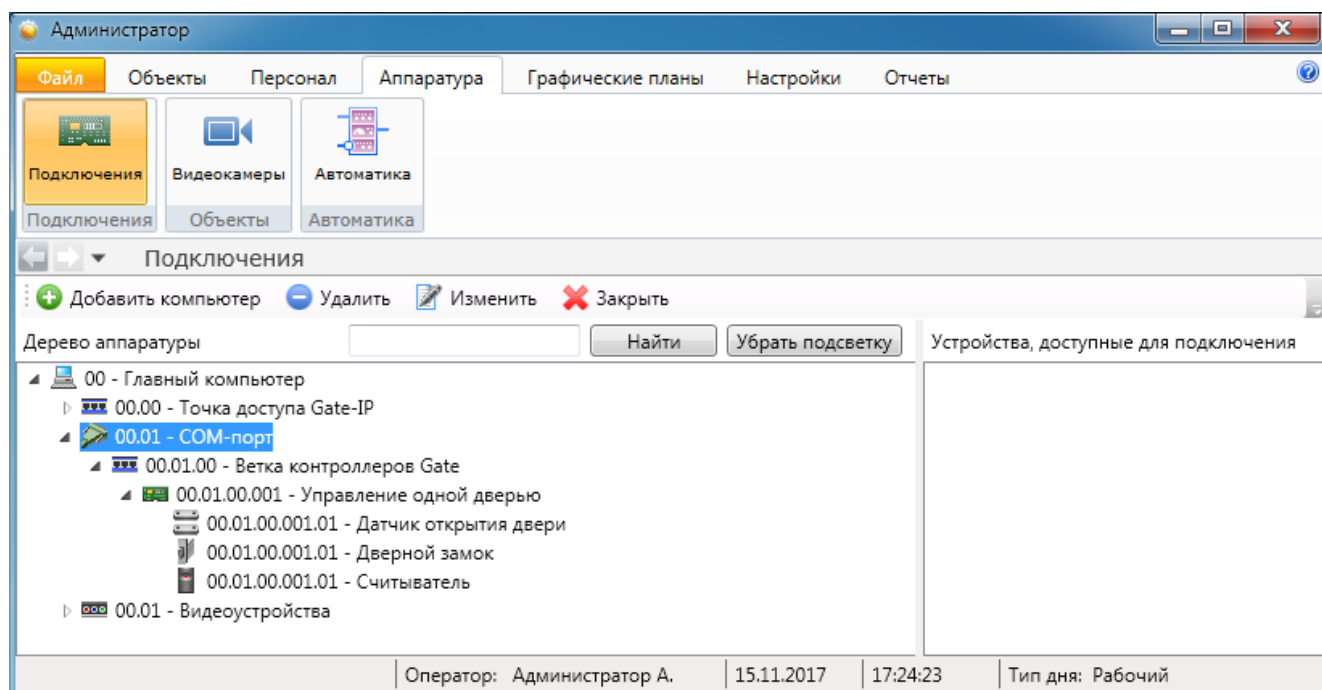 Администратор
Файл Объекты Персонал Аппаратура Графические планы Настройки Отчеты
Подключения Видеокамеры Автоматика
Подключения Объекты Автоматика
Подключения
Добавить компьютер Удалить Изменить Закрыть
Дерево аппаратуры Найти Убрать подсветку Устройства, доступные для подключения
00 - Главный компьютер
00.00 - Точка доступа Gate-IP
00.01 - COM-порт
00.01.00 - Ветка контроллеров Gate
00.01.00.001 - Управление одной дверью
00.01.00.001.01 - Датчик открытия двери
00.01.00.001.01 - Дверной замок
00.01.00.001.01 - Считыватель
00.01 - Видеоустройства
Оператор: Администратор А. 15.11.2017 17:24:23 Тип дня: Рабочий